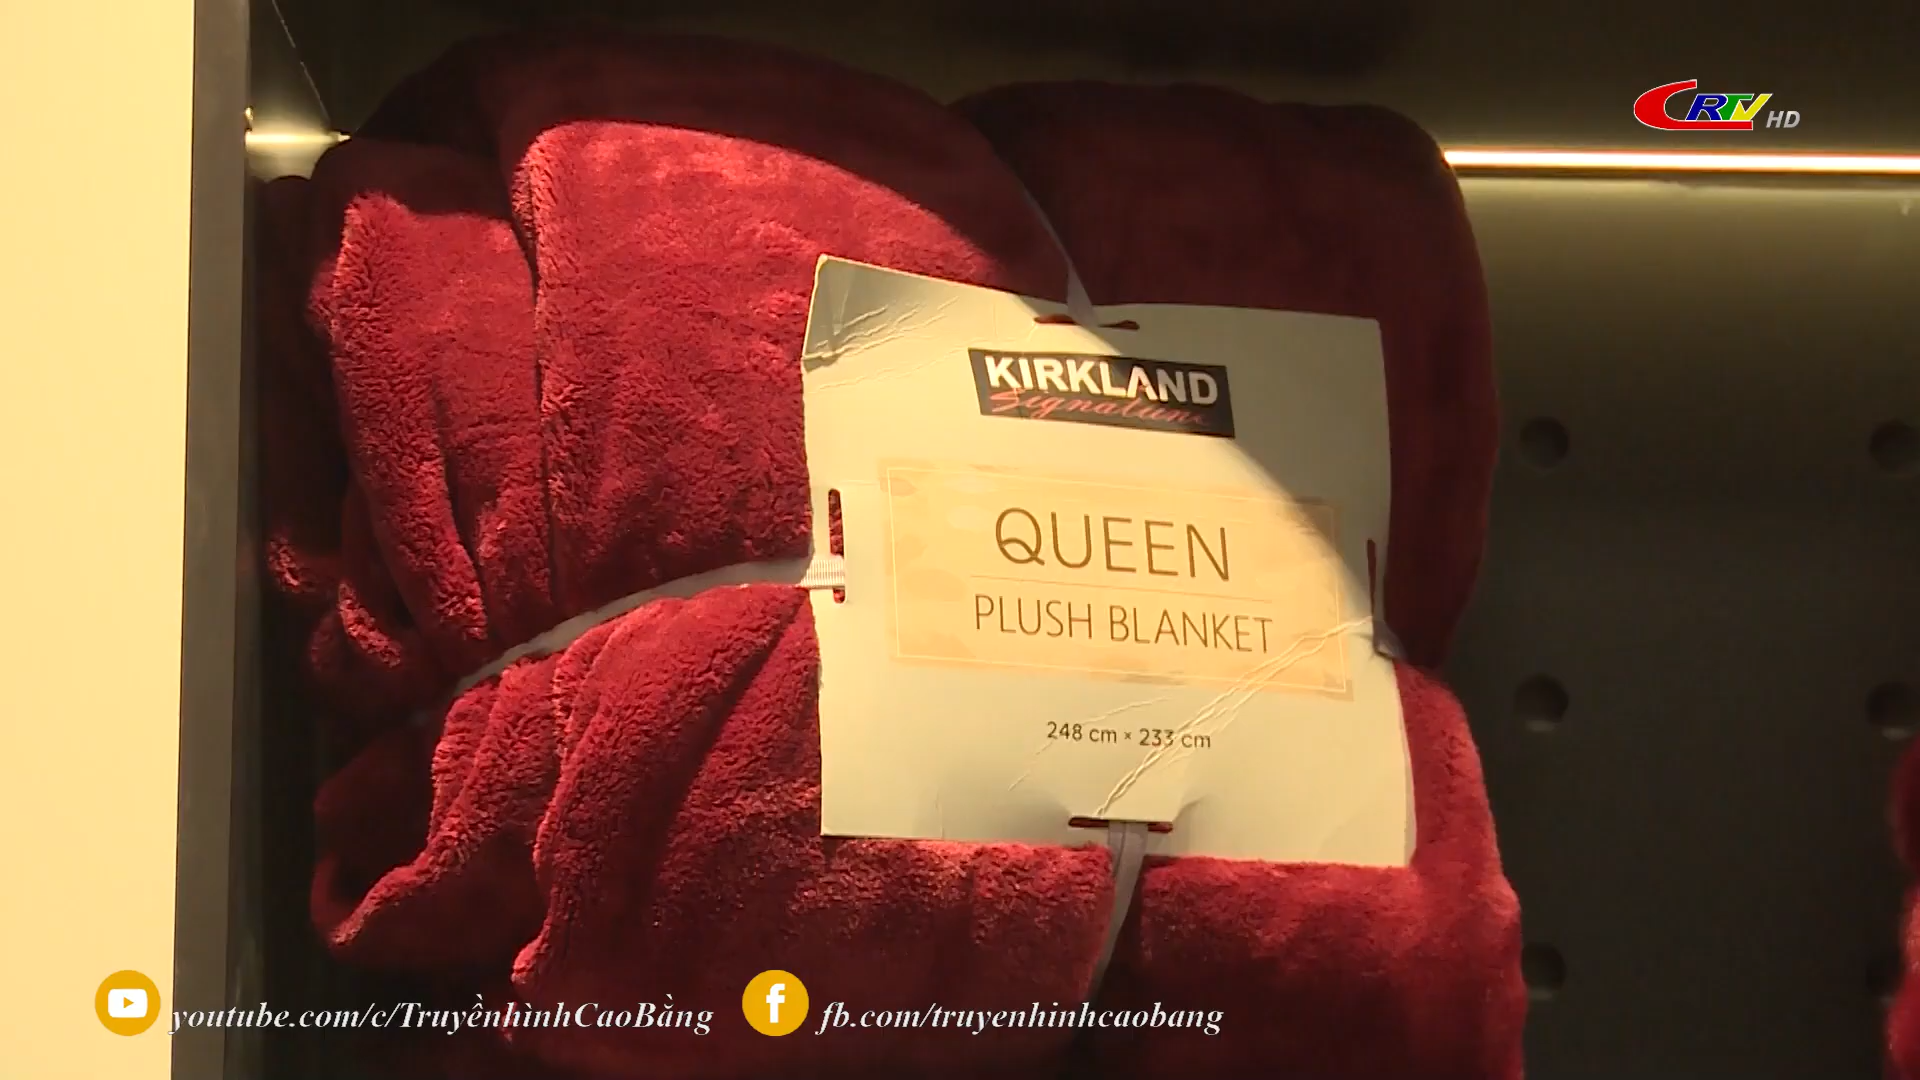 CRTV HD
KIRKLAND
Signature
QUEEN
PLUSH BLANKET
248 cm × 233 cm
youtube.com/c/TruyềnhìnhCaoBằng
fb.com/truyenhinhcaobang